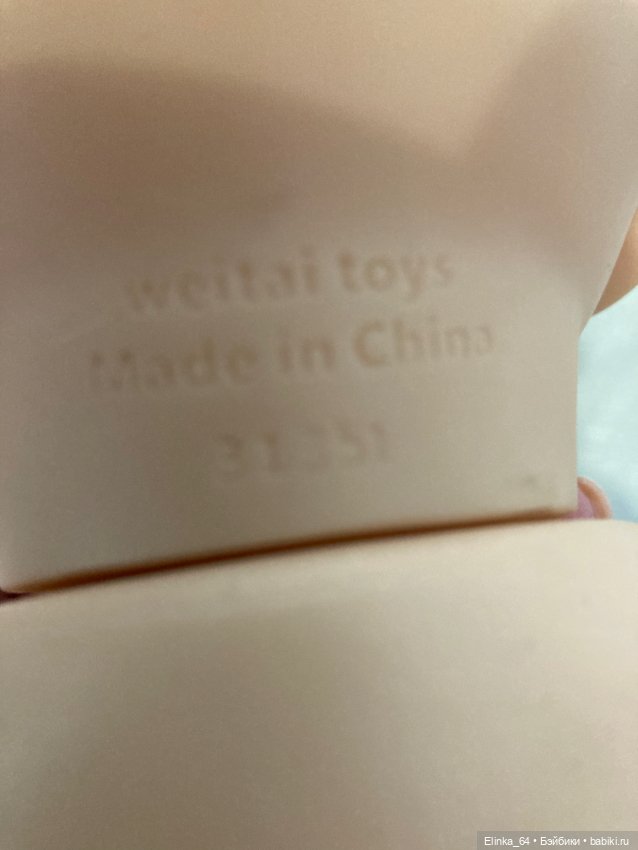 weitai toys
Made in China
Elinka_64 • Бэйбики • babiki.ru